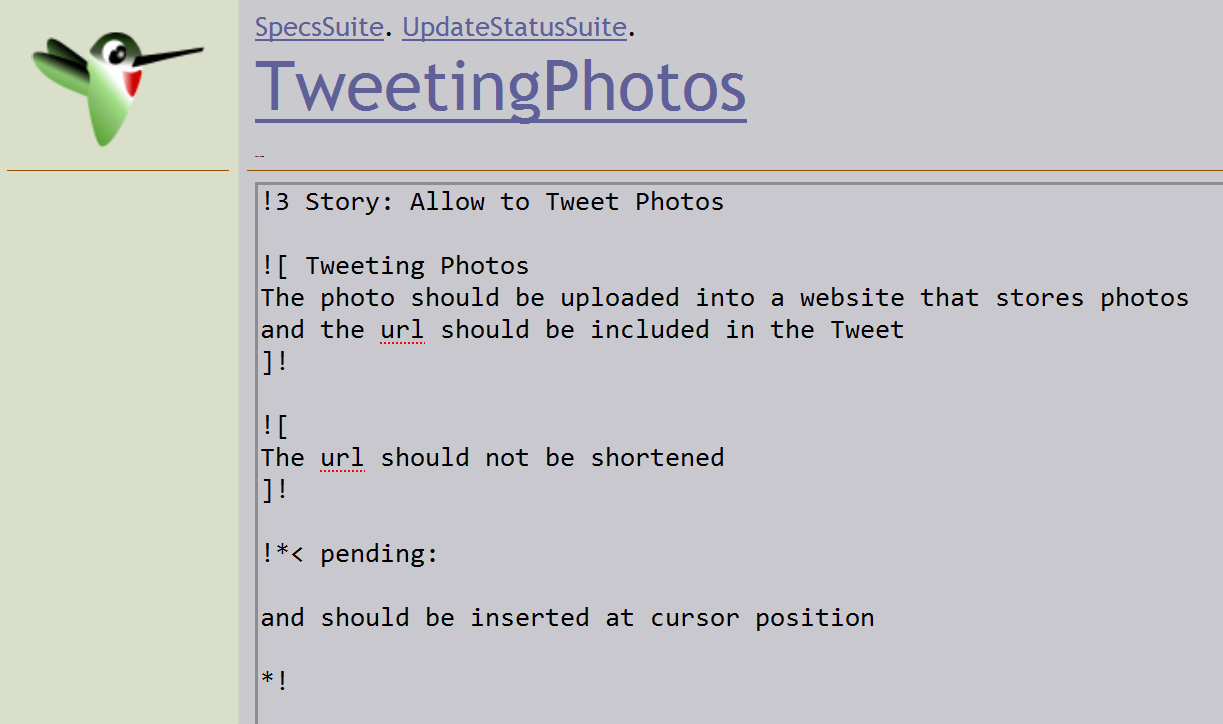 SpecsSuite. UpdateStatusSuite.
TweetingPhotos
!3 Story: Allow to Tweet Photos
![ Tweeting Photos
The photo should be uploaded into a website that stores photos
and the url should be included in the Tweet
]!
![
The url should not be shortened
]!
!*< pending:
and should be inserted at cursor position
*!